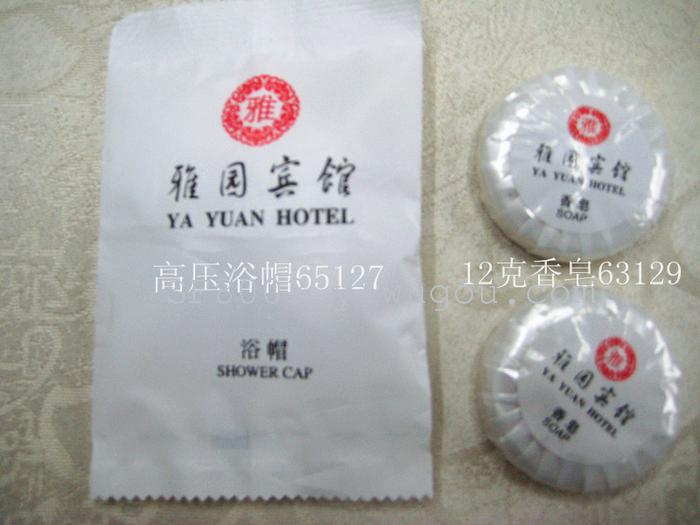 雅
雅园宾馆
YA YUAN HOTEL
高压浴帽65127
浴帽
SHOWER CAP
雅
雅园宾馆
YA YUAN HOTEL
香皂
SOAP
12克香皂63129
雅
雅园宾馆
YA YUAN HOTEL
香皂
SOAP